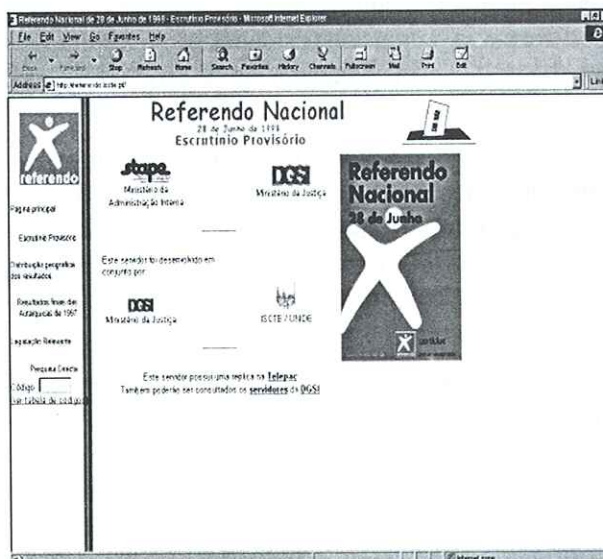 Referendo Nacional de 28 de Junho de 1998 - Escrutínio Provisório - Microsoft Internet Explorer
File Edit View Go Favorites Help
Back Forward Stop Refresh Home Search Favorites History Channels Fullscreen Mail Print Edit
Address
Referendo Nacional
28 de Junho de 1998
Escrutínio Provisório
referendo
stape
Ministério da
Administração Interna
DGSI
Ministério da Justiça
Referendo
Nacional
28 de Junho
Página principal
Escrutínio Provisório
Distribuição geográfica
dos resultados
Resultados finais das
Autárquicas de 1997
Legislação Relevante
Pesquisa Directa
Código
Ver tabela de códigos
Este servidor foi desenvolvido em
conjunto por:
DGSI
Ministério da Justiça
ISCTE / UNIDE
Este servidor possui uma replica na Telepac
Também poderão ser consultados os servidores da DGSI
Internet zone